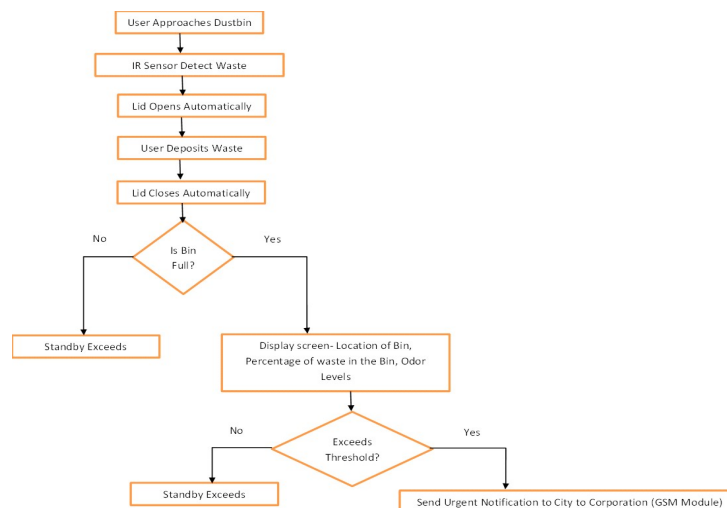 User Approaches Dustbin
IR Sensor Detect Waste
Lid Opens Automatically
User Deposits Waste
Lid Closes Automatically
No
Yes
Is Bin
Full?
Standby Exceeds
Display screen- Location of Bin,
Percentage of waste in the Bin, Odor
Levels
No
Yes
Exceeds
Threshold?
Standby Exceeds
Send Urgent Notification to City to Corporation (GSM Module)